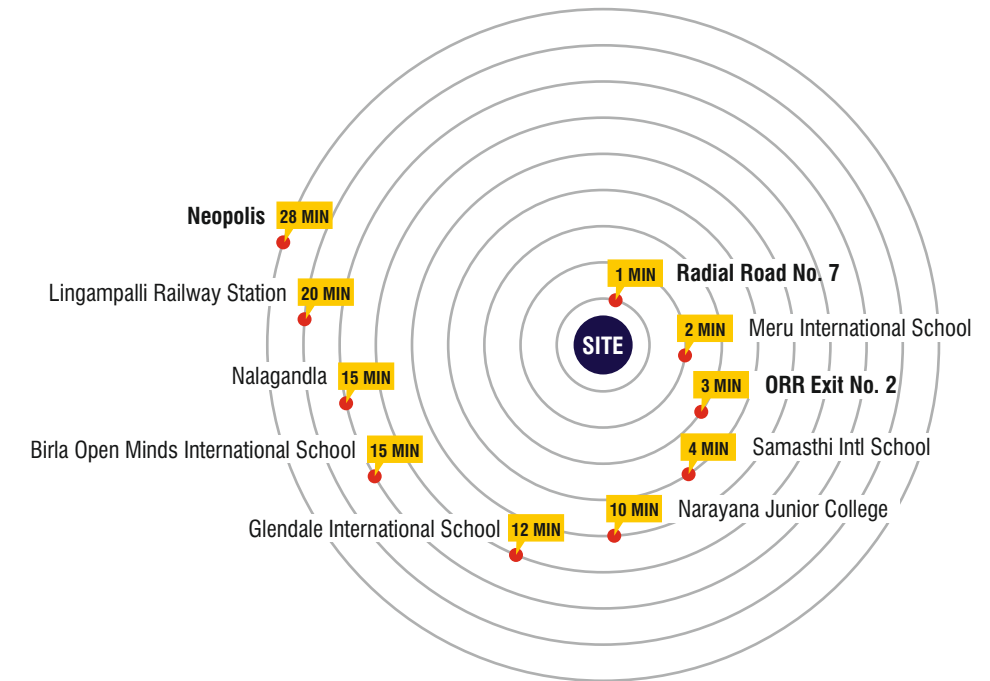 Neopolis 28 MIN
1 MIN Radial Road No. 7
Lingampalli Railway Station 20 MIN
2 MIN Meru International School
SITE
Nalagandla 15 MIN
3 MIN ORR Exit No. 2
Birla Open Minds International School 15 MIN
4 MIN Samasthi Intl School
10 MIN Narayana Junior College
Glendale International School 12 MIN